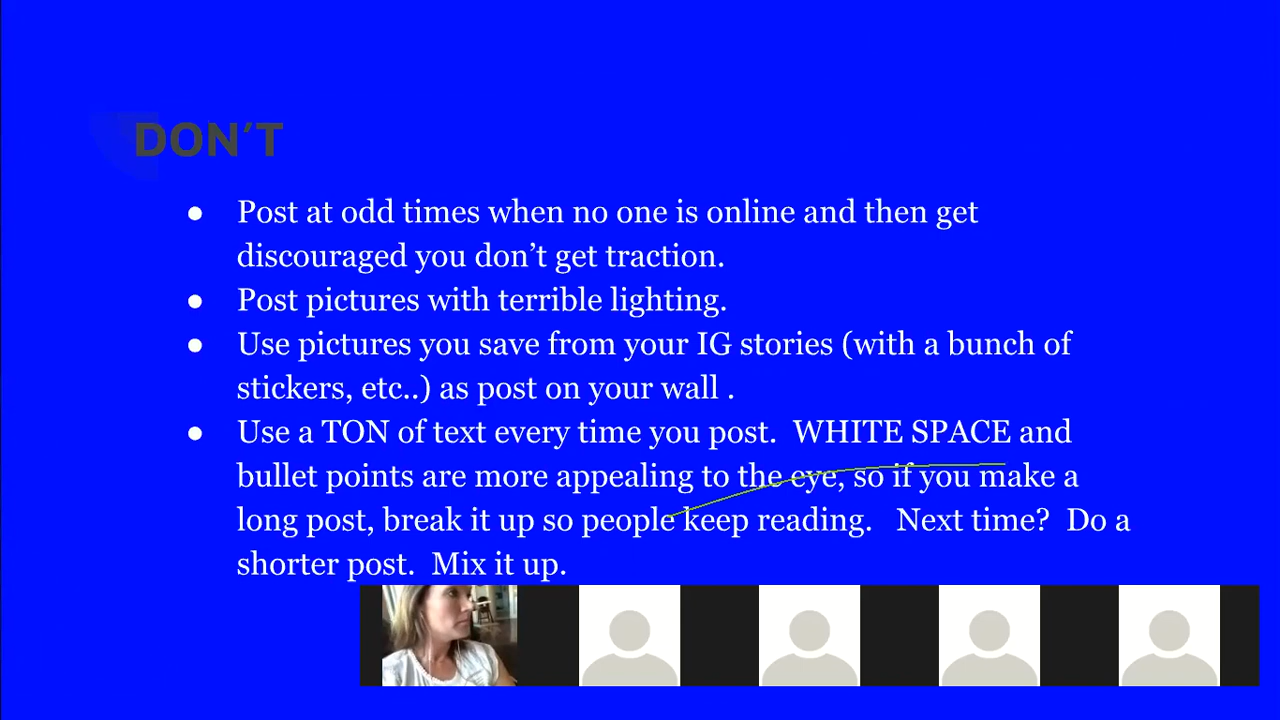 DON’T
● Post at odd times when no one is online and then get
discouraged you don’t get traction.
● Post pictures with terrible lighting.
● Use pictures you save from your IG stories (with a bunch of
stickers, etc..) as post on your wall .
● Use a TON of text every time you post.  WHITE SPACE and
bullet points are more appealing to the eye, so if you make a
long post, break it up so people keep reading.   Next time?  Do a
shorter post.  Mix it up.